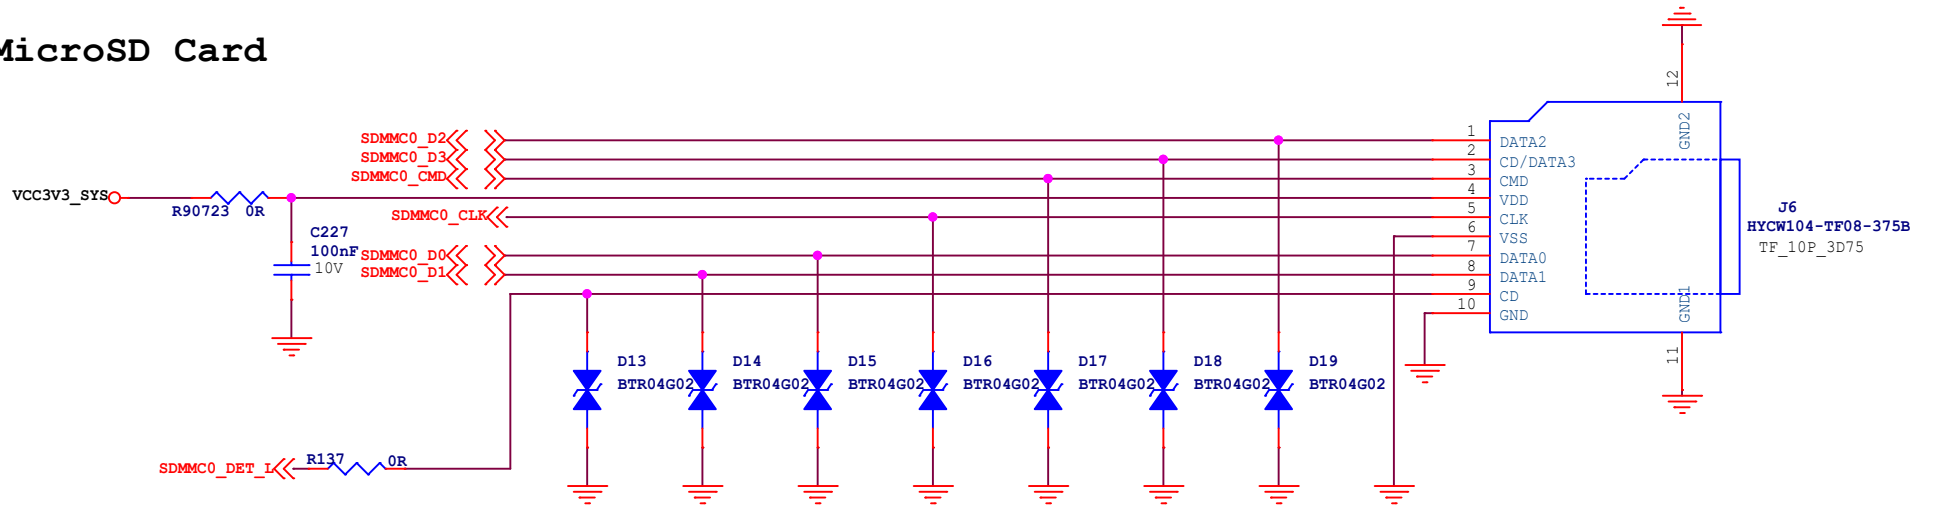 MicroSD Card
SDMMC0_D2
SDMMC0_D3
SDMMC0_CMD
VCC3V3_SYS
R90723 0R
SDMMC0_CLK
C227
100nF
10V
SDMMC0_D0
SDMMC0_D1
SDMMC0_DET_L
R137 0R
D13
BTR04G02
D14
BTR04G02
D15
BTR04G02
D16
BTR04G02
D17
BTR04G02
D18
BTR04G02
D19
BTR04G02
1 DATA2
2 CD/DATA3
3 CMD
4 VDD
5 CLK
6 VSS
7 DATA0
8 DATA1
9 CD
10 GND
12
GND2
GND1
11
J6
HYCW104-TF08-375B
TF_10P_3D75